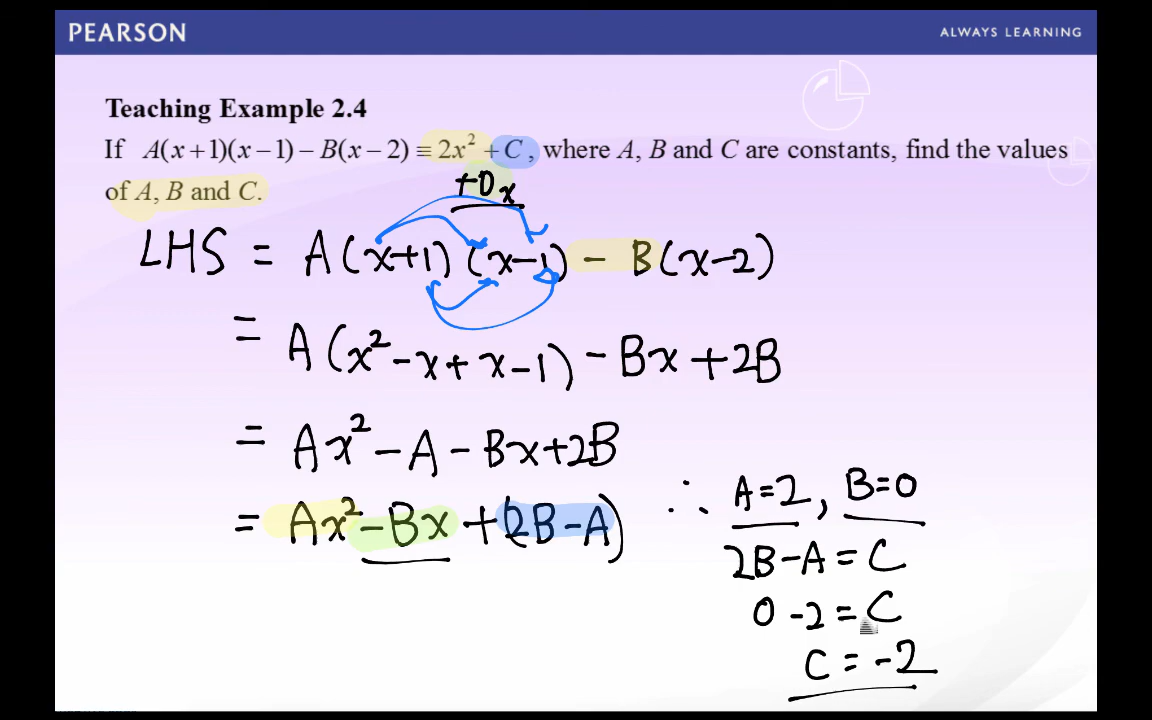 PEARSON
ALWAYS LEARNING
Teaching Example 2.4
If A(x+1)(x−1)−B(x−2) ≡ 2x² + C, where A, B and C are constants, find the values
of A, B and C.
+0x
LHS = A(x+1)(x−1) − B(x−2)
= A(x²−x+x−1) − Bx + 2B
= Ax² − A − Bx + 2B
= Ax² − Bx + (2B−A)
∴ A=2, B=0
2B−A = C
0 −2 = C
C = −2